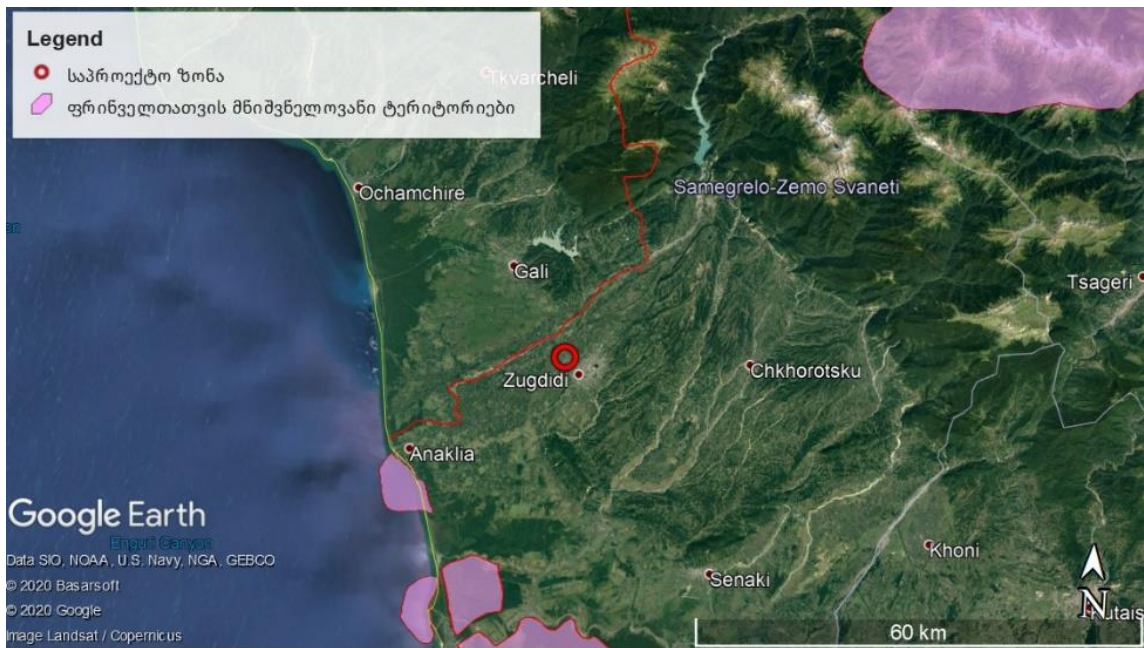 Legend
საპროექტო ზონა
ფრინველთათვის მნიშვნელოვანი ტერიტორიები
Tkvarcheli
Ochamchire
Samegrelo-Zemo Svaneti
Gali
Tsageri
Zugdidi
Chkhorotsku
Anaklia
Google Earth
Enguri Canyon
Data SIO, NOAA, U.S. Navy, NGA, GEBCO
© 2020 Basarsoft
© 2020 Google
Image Landsat / Copernicus
Khoni
Senaki
N
Kutais
60 km